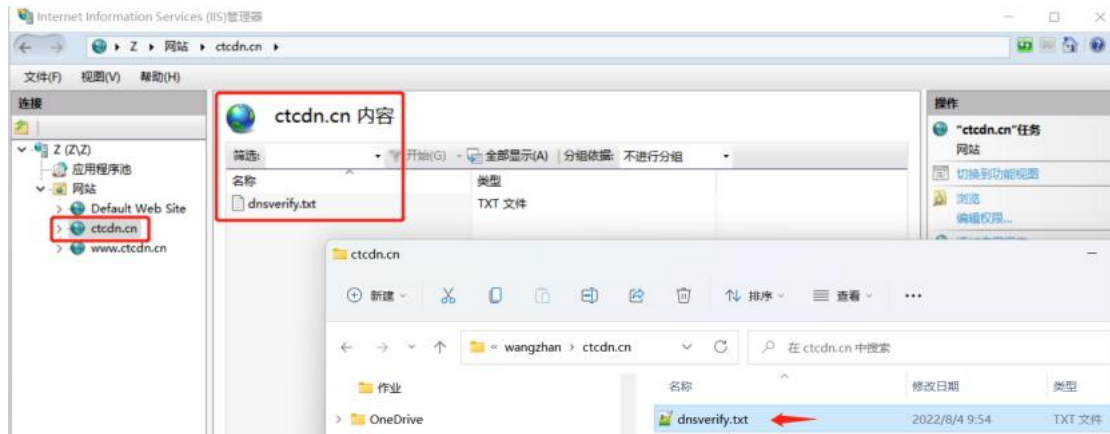 Internet Information Services (IIS)管理器
Z 网站 ctcdn.cn
文件(F) 视图(V) 帮助(H)
连接
Z (Z\Z)
应用程序池
网站
Default Web Site
ctcdn.cn
www.ctcdn.cn
ctcdn.cn 内容
筛选: 开始(G) 全部显示(A) 分组依据: 不进行分组
名称 类型
dnsverify.txt TXT 文件
操作
"ctcdn.cn"任务
网站
切换到功能视图
浏览
编辑权限...
ctcdn.cn
新建 排序 查看 ...
« wangzhan > ctcdn.cn 在 ctcdn.cn 中搜索
作业
OneDrive
名称 修改日期 类型
dnsverify.txt 2022/8/4 9:54 TXT 文件